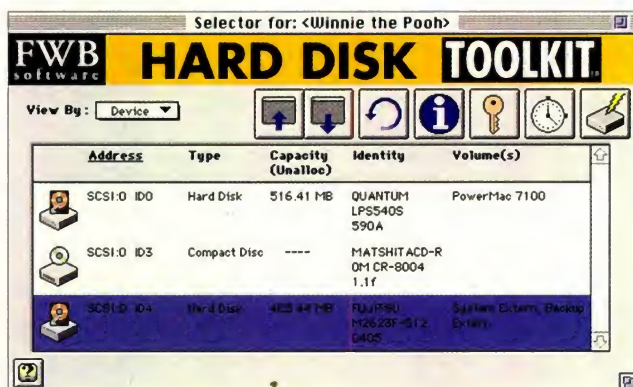 Selector for: <Winnie the Pooh>
FWB software HARD DISK TOOLKIT
View By: Device
Address Type Capacity (Unalloc) Identity Volume(s)
SCSI:0 ID0 Hard Disk 516.41 MB QUANTUM PowerMac 7100
LPS540S
590A
SCSI:0 ID3 Compact Disc ---- MATSHITACD-R
OM CR-8004
1.1f
SCSI:0 ID4 Hard Disk MB FUJITSU System Extern, Backup
Extern
?